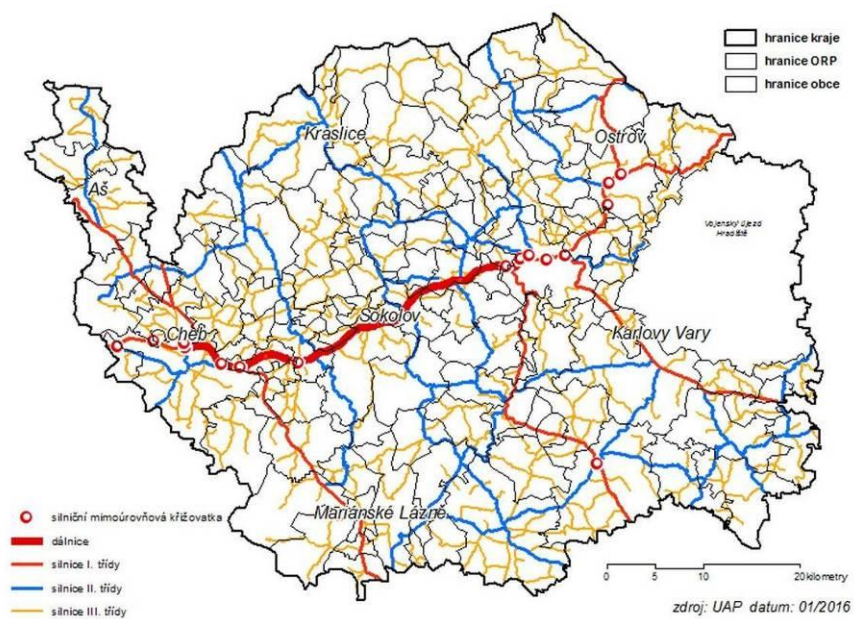 hranice kraje
hranice ORP
hranice obce
Kraslice
Ostrov
Aš
Vojenský újezd
Hradiště
Cheb
Sokolov
Karlovy Vary
Mariánské Lázně
silniční mimoúrovňová křižovatka
dálnice
silnice I. třídy
silnice II. třídy
silnice III. třídy
0 5 10 20 kilometry
zdroj: UAP datum: 01/2016